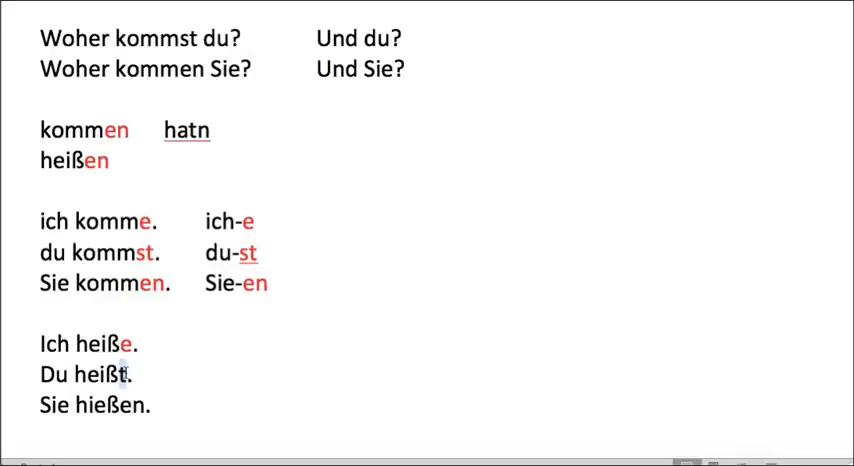 Woher kommst du? Und du?
Woher kommen Sie? Und Sie?
kommen hatn
heißen
ich komme. ich-e
du kommst. du-st
Sie kommen. Sie-en
Ich heiße.
Du heißt.
Sie hießen.